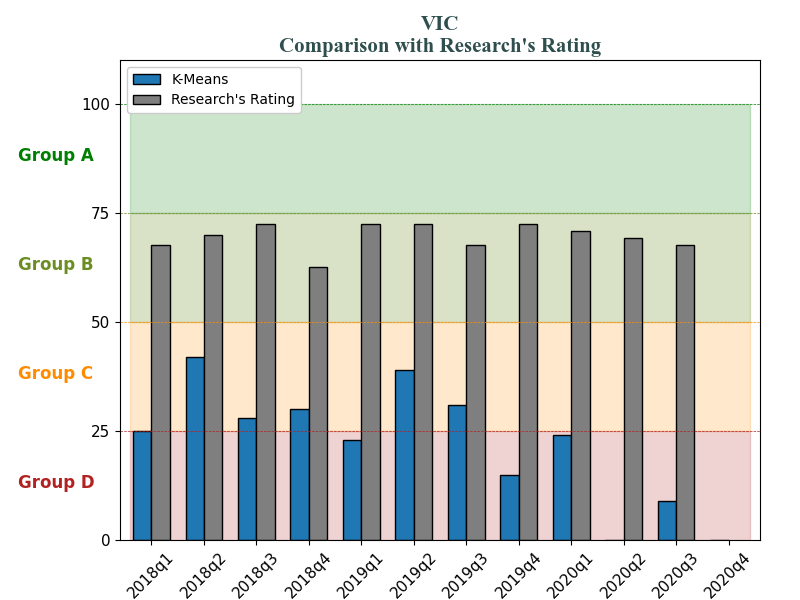 VIC
Comparison with Research's Rating
K-Means
Research's Rating
100
Group A
75
Group B
50
Group C
25
Group D
0
2018q1 2018q2 2018q3 2018q4 2019q1 2019q2 2019q3 2019q4 2020q1 2020q2 2020q3 2020q4